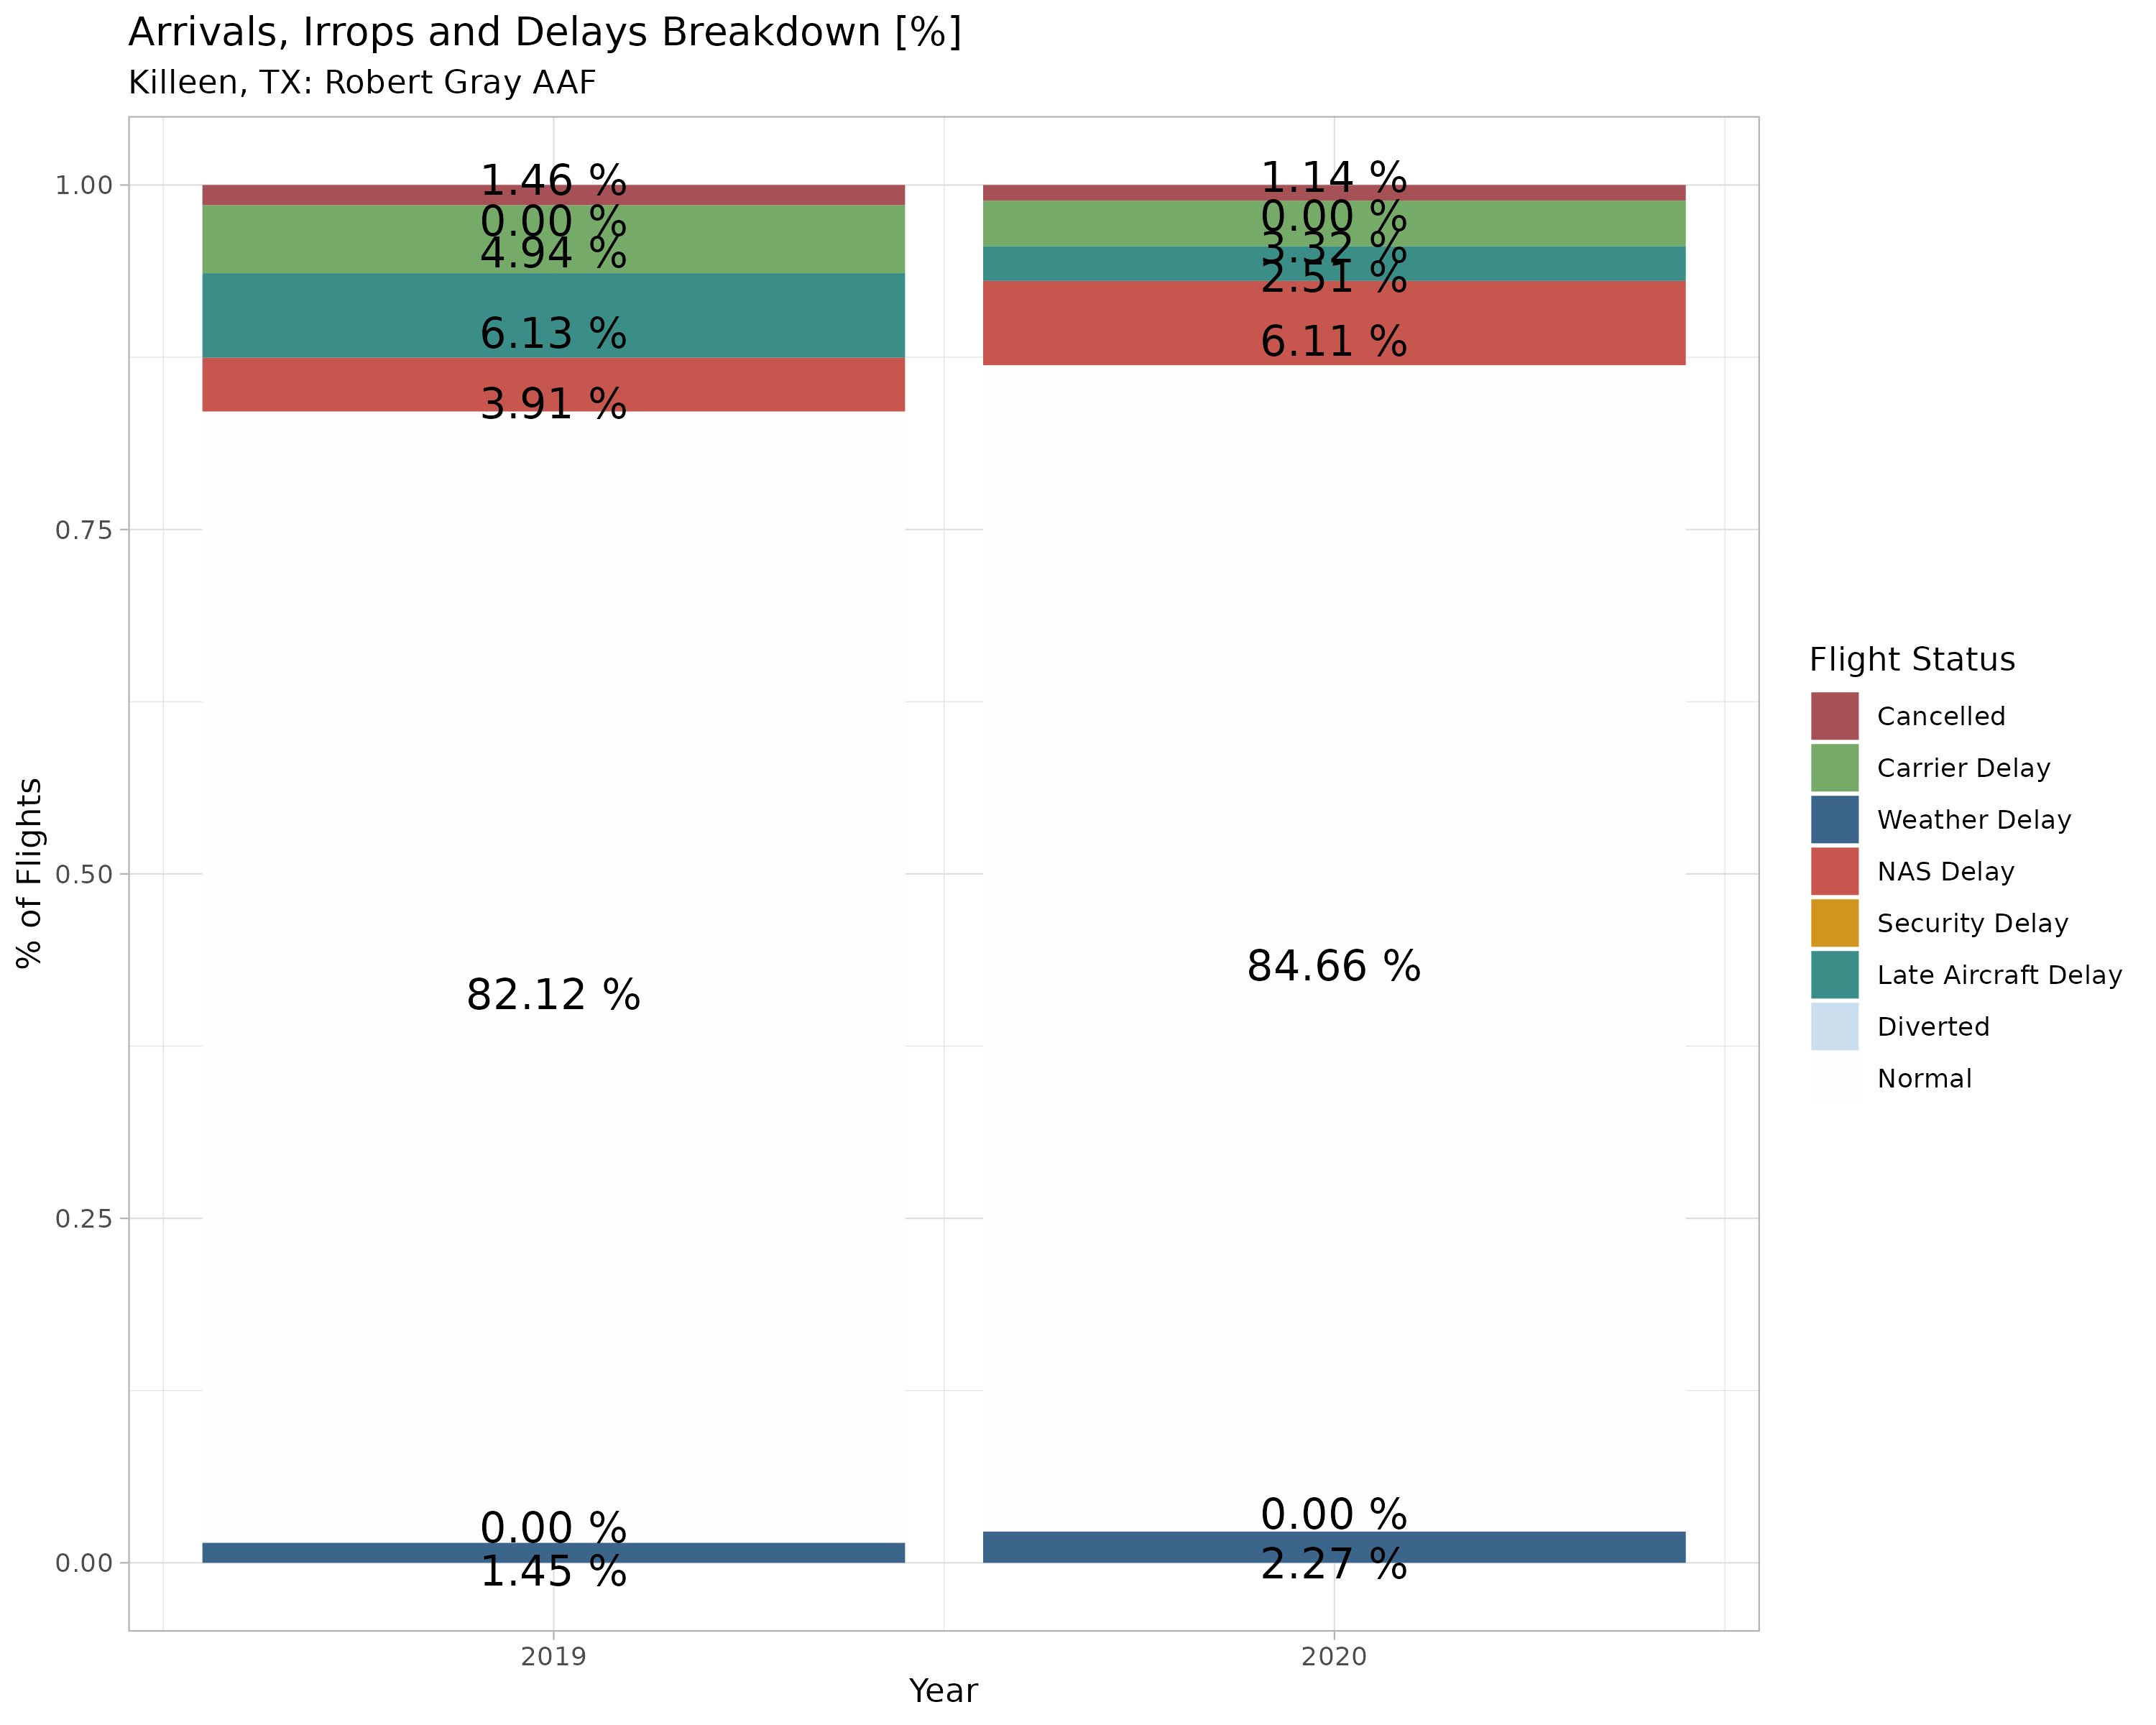 Arrivals, Irrops and Delays Breakdown [%]
Killeen, TX: Robert Gray AAF
% of Flights
1.00
0.75
0.50
0.25
0.00
1.46 %
0.00 %
4.94 %
6.13 %
3.91 %
82.12 %
0.00 %
1.45 %
1.14 %
0.00 %
3.32 %
2.51 %
6.11 %
84.66 %
0.00 %
2.27 %
2019
2020
Year
Flight Status
Cancelled
Carrier Delay
Weather Delay
NAS Delay
Security Delay
Late Aircraft Delay
Diverted
Normal